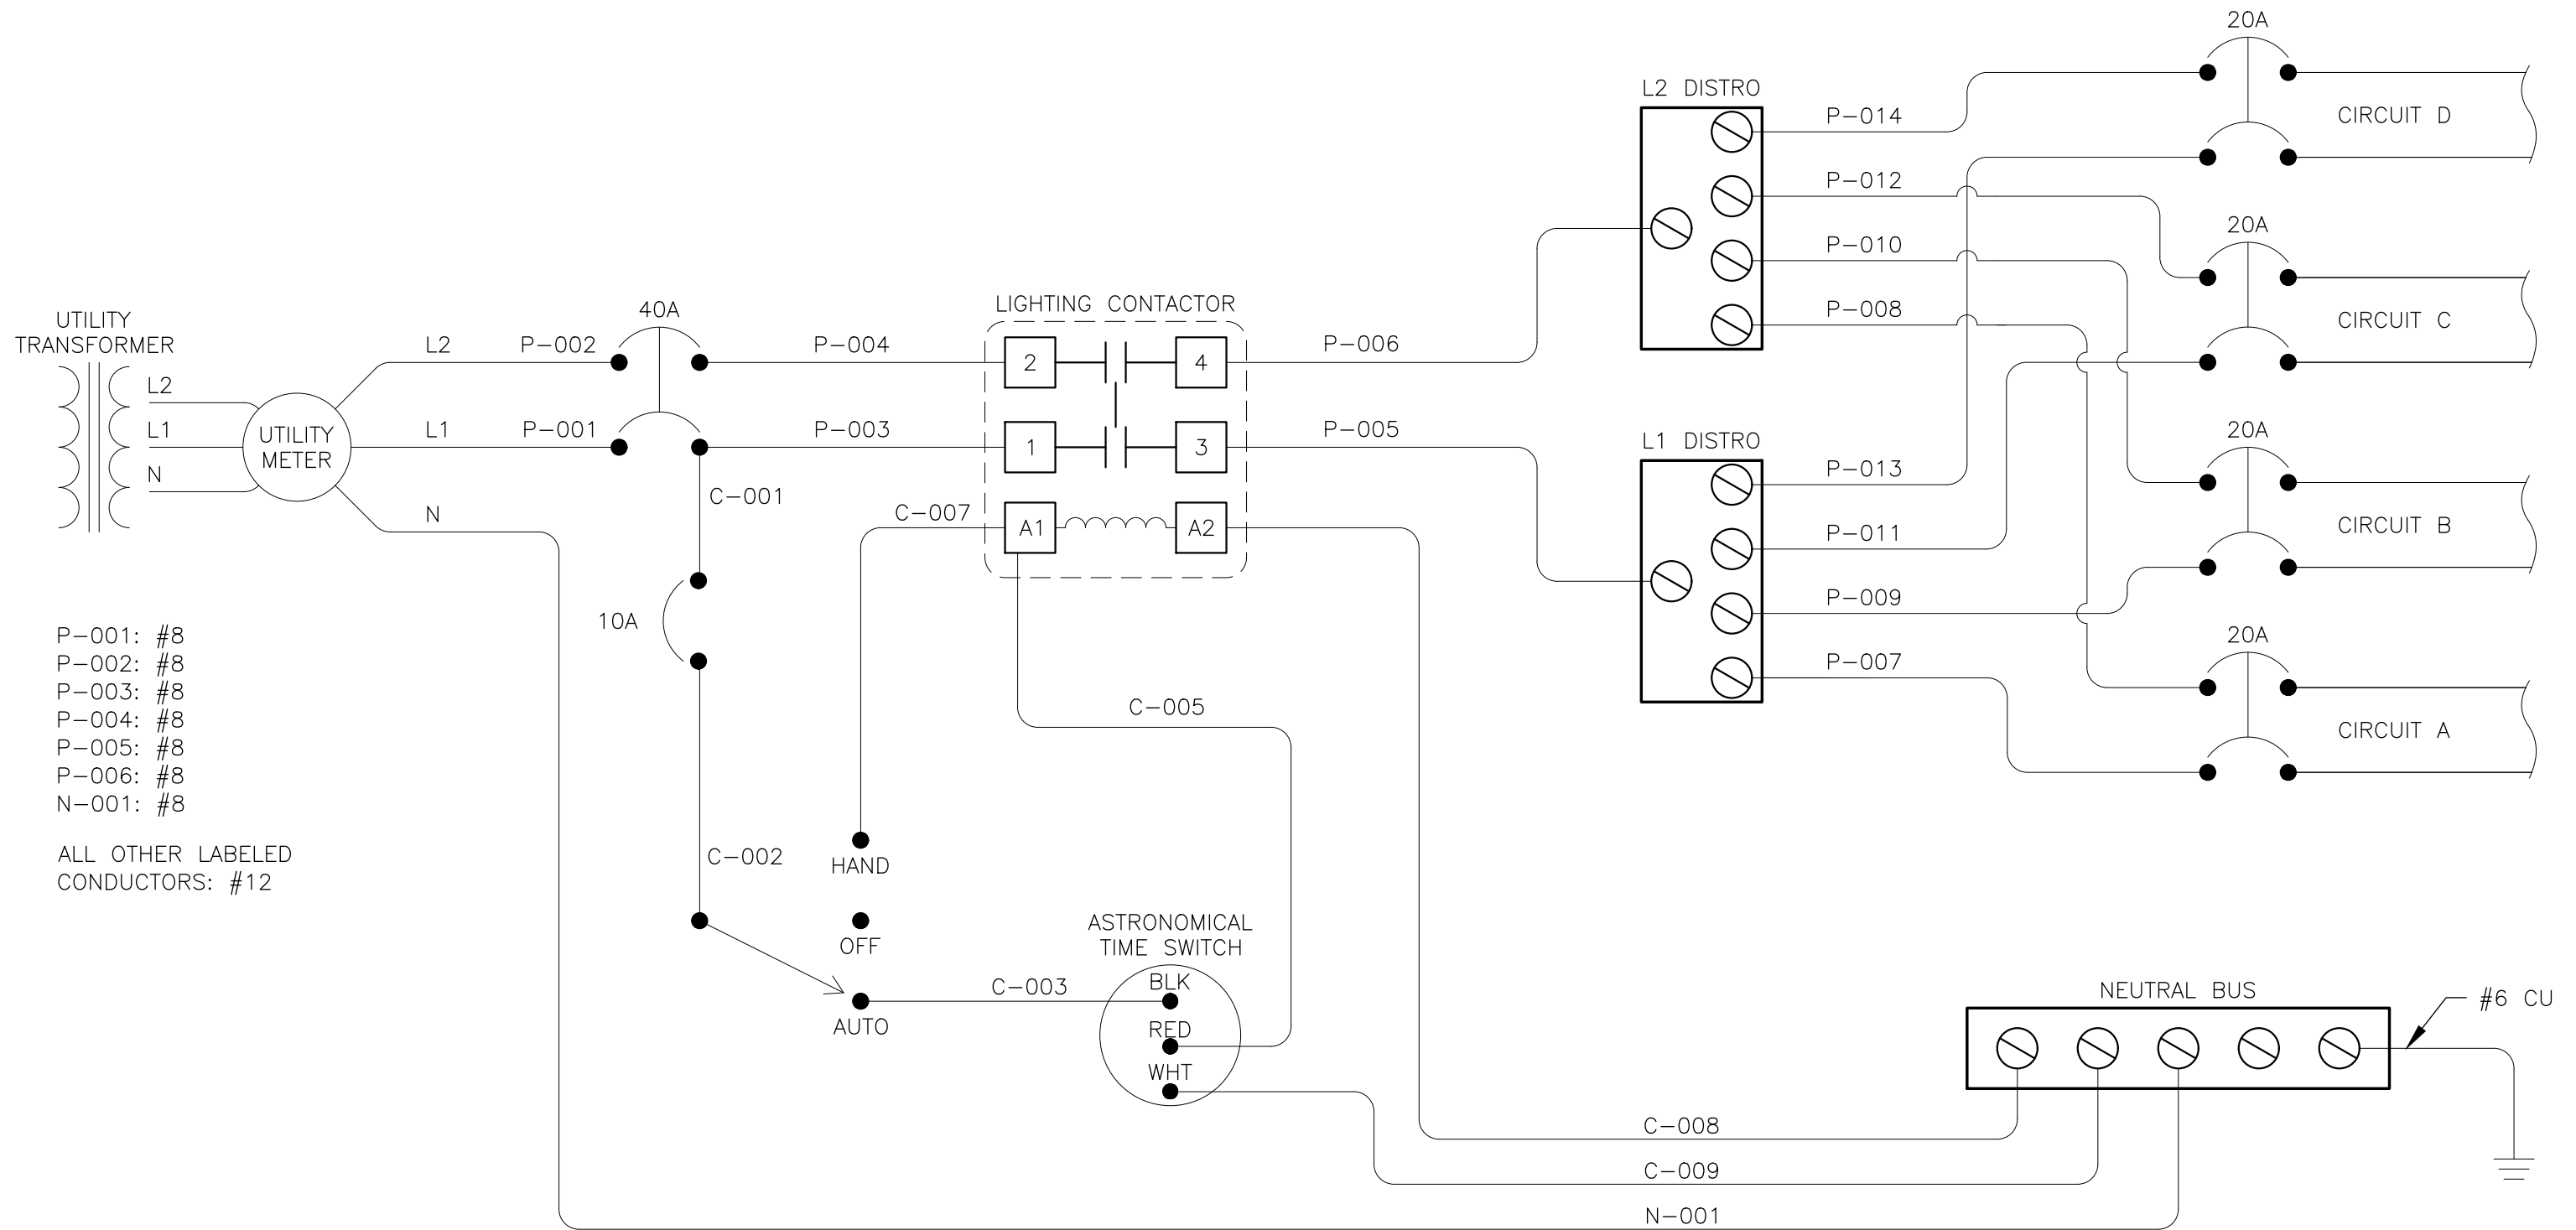 20A
L2 DISTRO
P-014
CIRCUIT D
P-012
20A
P-010
P-008
CIRCUIT C
LIGHTING CONTACTOR
40A
UTILITY
TRANSFORMER
L2
P-002
P-004
2
4
P-006
L2
L1
N
UTILITY
METER
L1
P-001
P-003
1
3
P-005
L1 DISTRO
20A
P-013
C-001
N
C-007
A1
A2
P-011
CIRCUIT B
P-009
10A
20A
P-007
CIRCUIT A
P-001: #8
P-002: #8
P-003: #8
P-004: #8
P-005: #8
P-006: #8
N-001: #8
ALL OTHER LABELED
CONDUCTORS: #12
C-005
C-002
HAND
OFF
AUTO
C-003
ASTRONOMICAL
TIME SWITCH
BLK
RED
WHT
NEUTRAL BUS
#6 CU
C-008
C-009
N-001